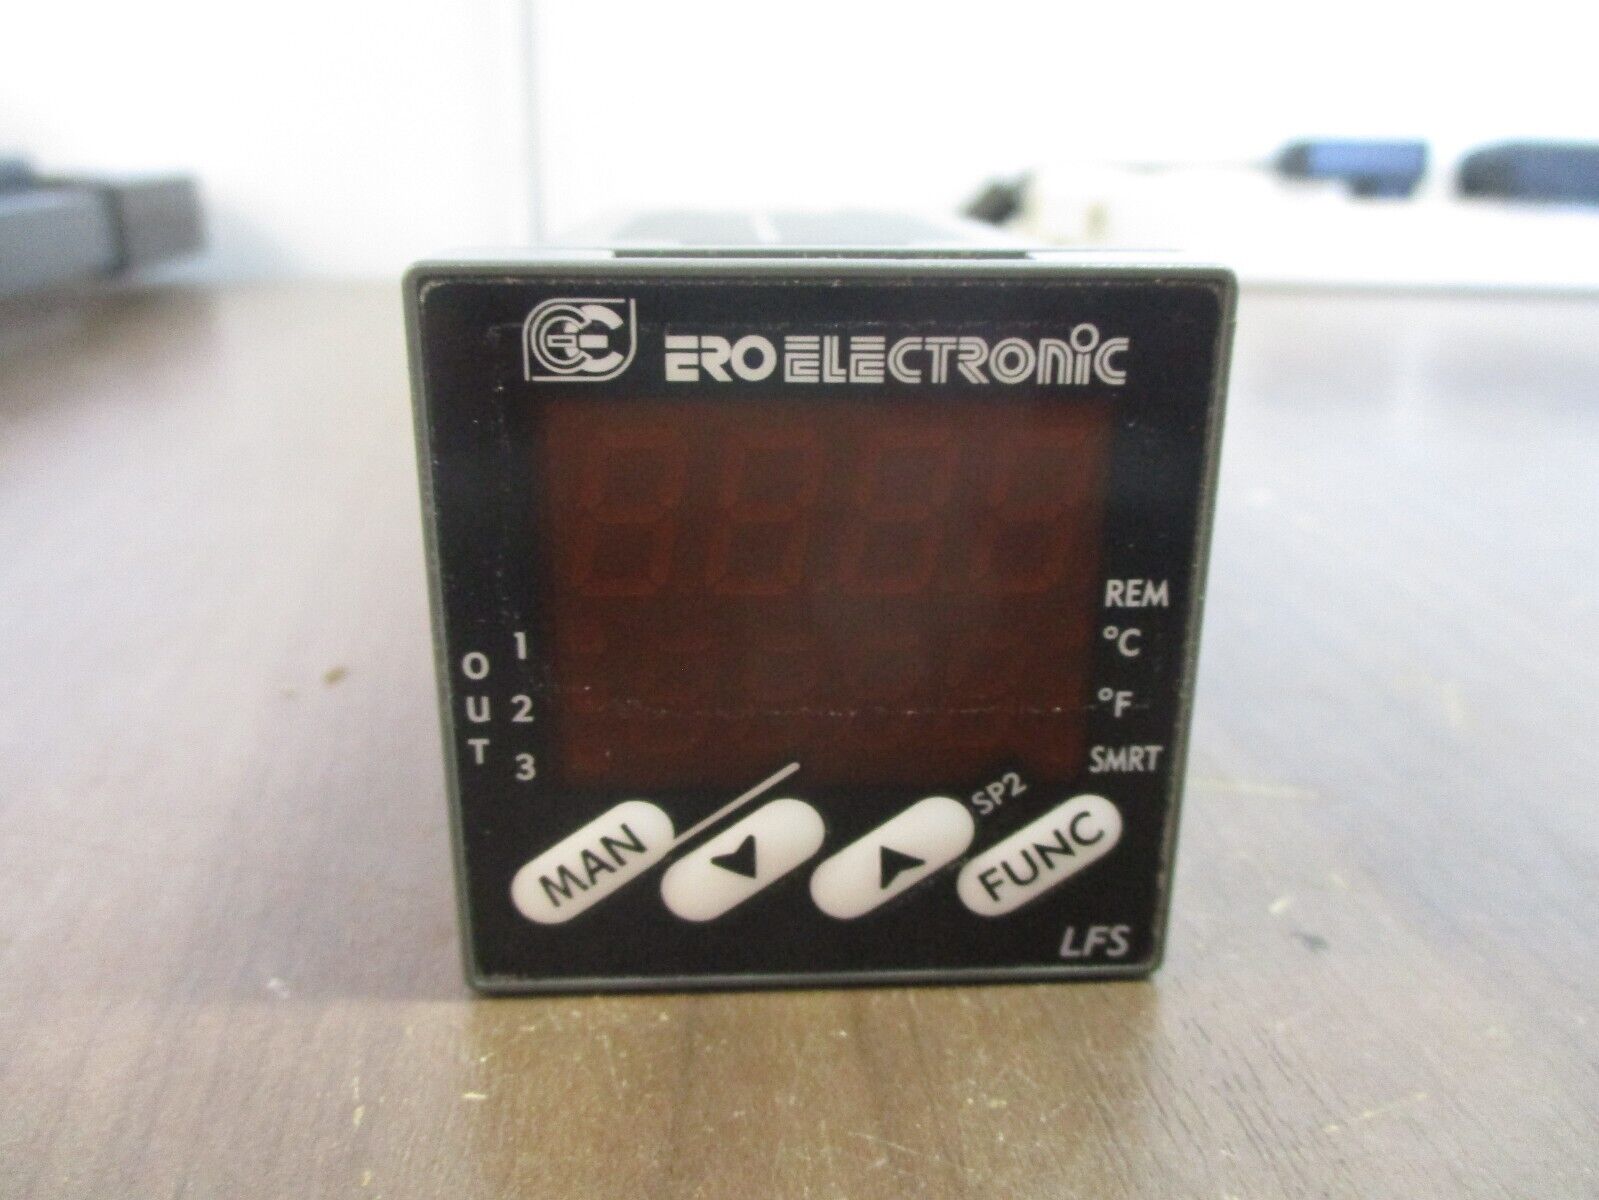 ERO ELECTRONIC
REM
°C
°F
SMRT
OUT
1
2
3
SP2
MAN
FUNC
LFS